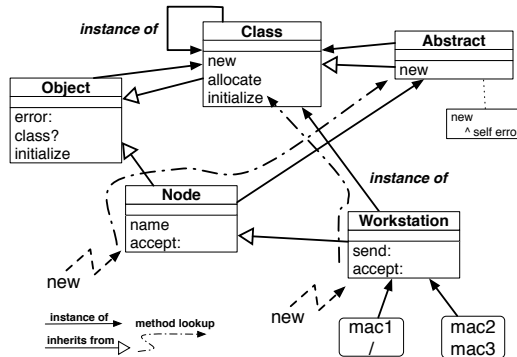 instance of
Class
new
allocate
initialize
Abstract
new
new
^ self error
Object
error:
class?
initialize
instance of
Node
name
accept:
Workstation
send:
accept:
new
new
mac1
/
mac2
mac3
instance of
method lookup
inherits from